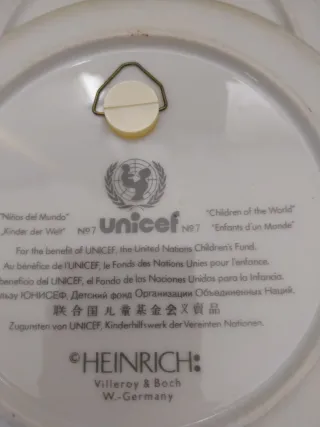 "Niños del Mundo" "Children of the World"
„Kinder der Welt" Nº7 unicef Nº7 "Enfants d'un Monde"
For the benefit of UNICEF, the United Nations Children's Fund.
Au bénéfice de l'UNICEF, le Fonds des Nations Unies pour l'enfance.
beneficio del UNICEF, el Fondo de las Naciones Unidas para la Infancia.
ЮНИСЕФ, Детский фонд Организации Объединенных Наций.
联合国儿童基金会义卖品
Zugunsten von UNICEF, Kinderhilfswerk der Vereinten Nationen.
©HEINRICH:
Villeroy & Boch
W.-Germany